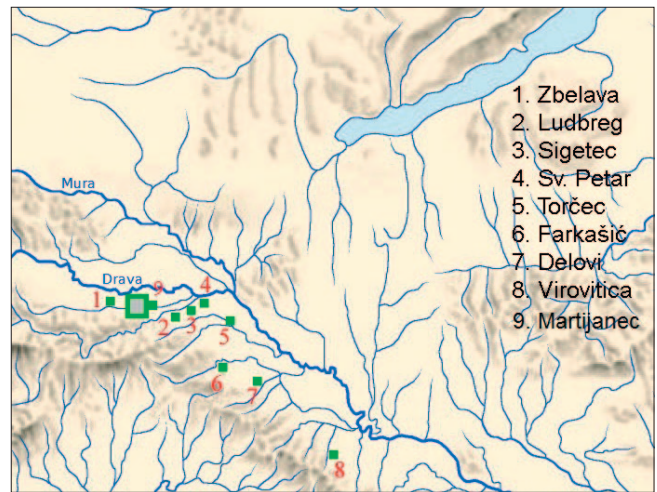 1. Zbelava
2. Ludbreg
3. Sigetec
4. Sv. Petar
5. Torčec
6. Farkašić
7. Delovi
8. Virovitica
9. Martijanec
Mura
Drava
1
9
2
3
4
5
6
7
8